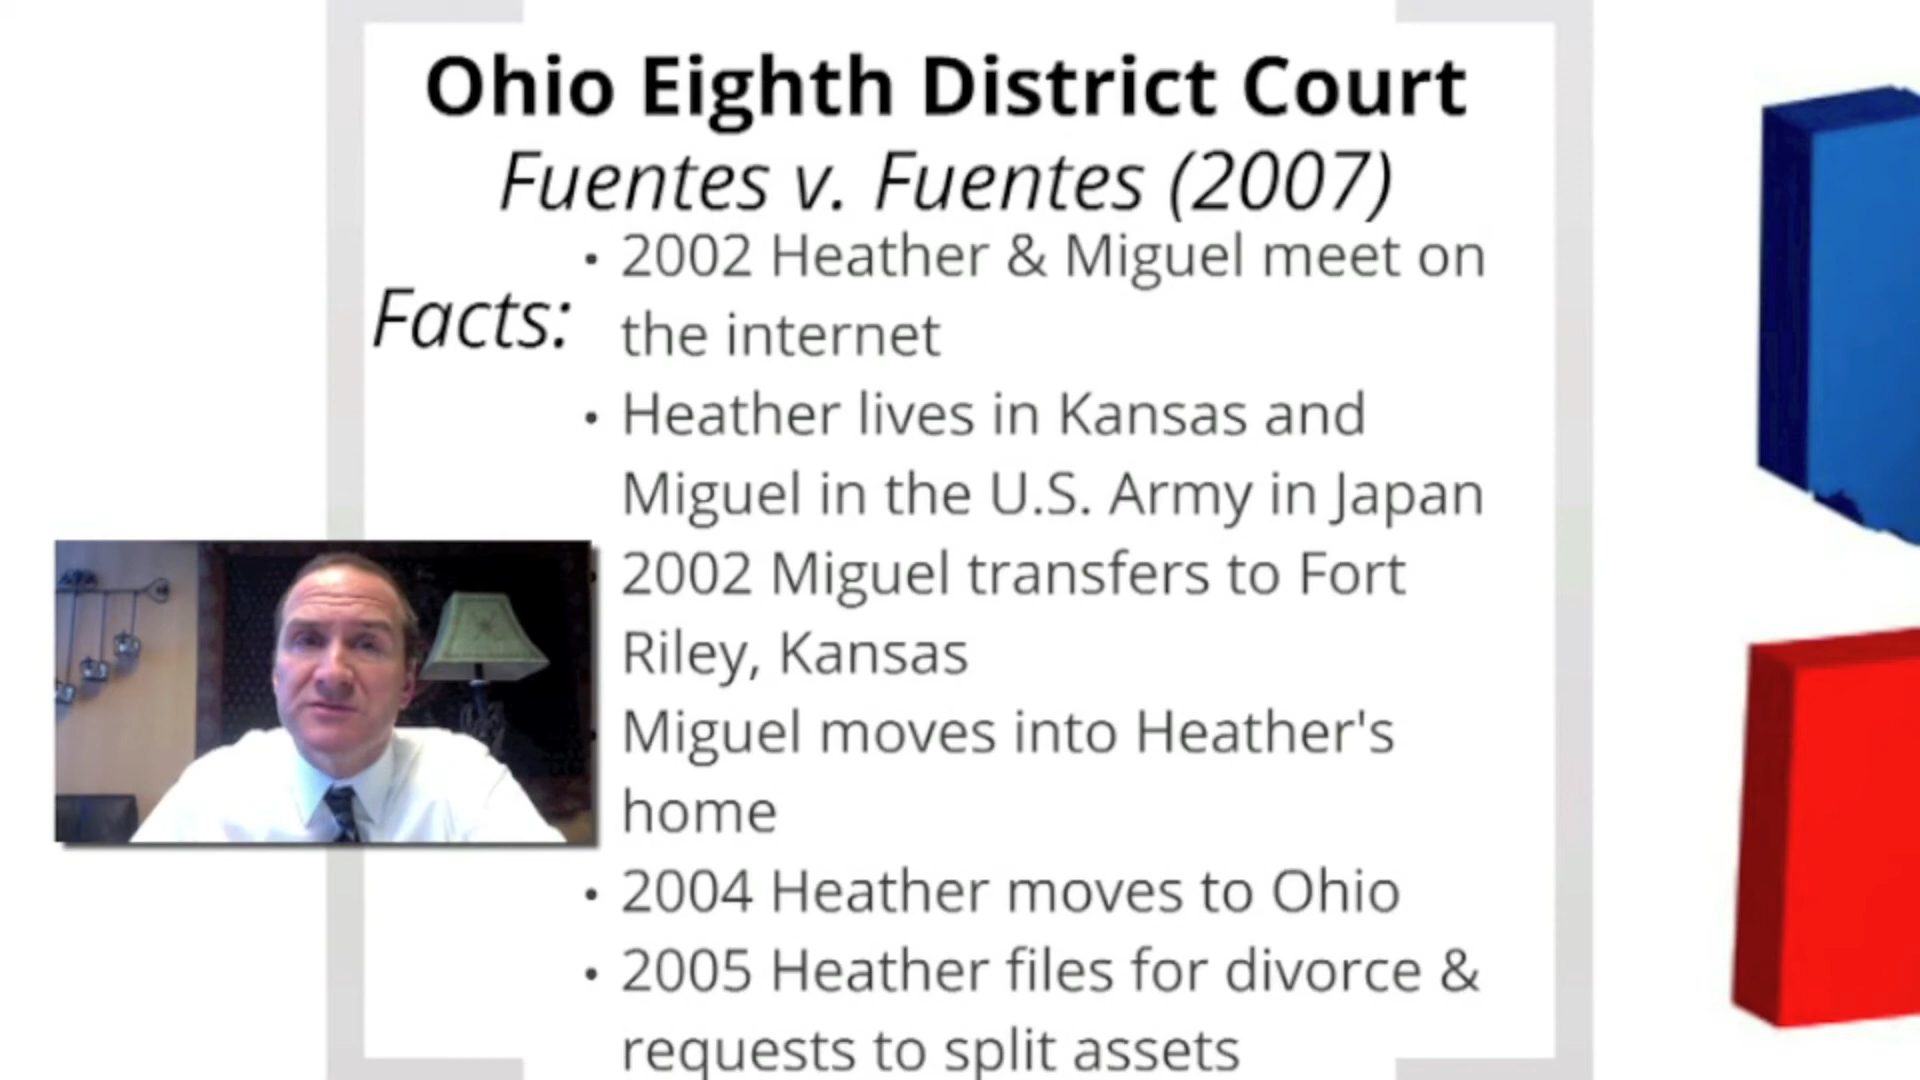 Ohio Eighth District Court
Fuentes v. Fuentes (2007)
Facts:
• 2002 Heather & Miguel meet on
the internet
• Heather lives in Kansas and
Miguel in the U.S. Army in Japan
2002 Miguel transfers to Fort
Riley, Kansas
Miguel moves into Heather's
home
• 2004 Heather moves to Ohio
• 2005 Heather files for divorce &
requests to split assets